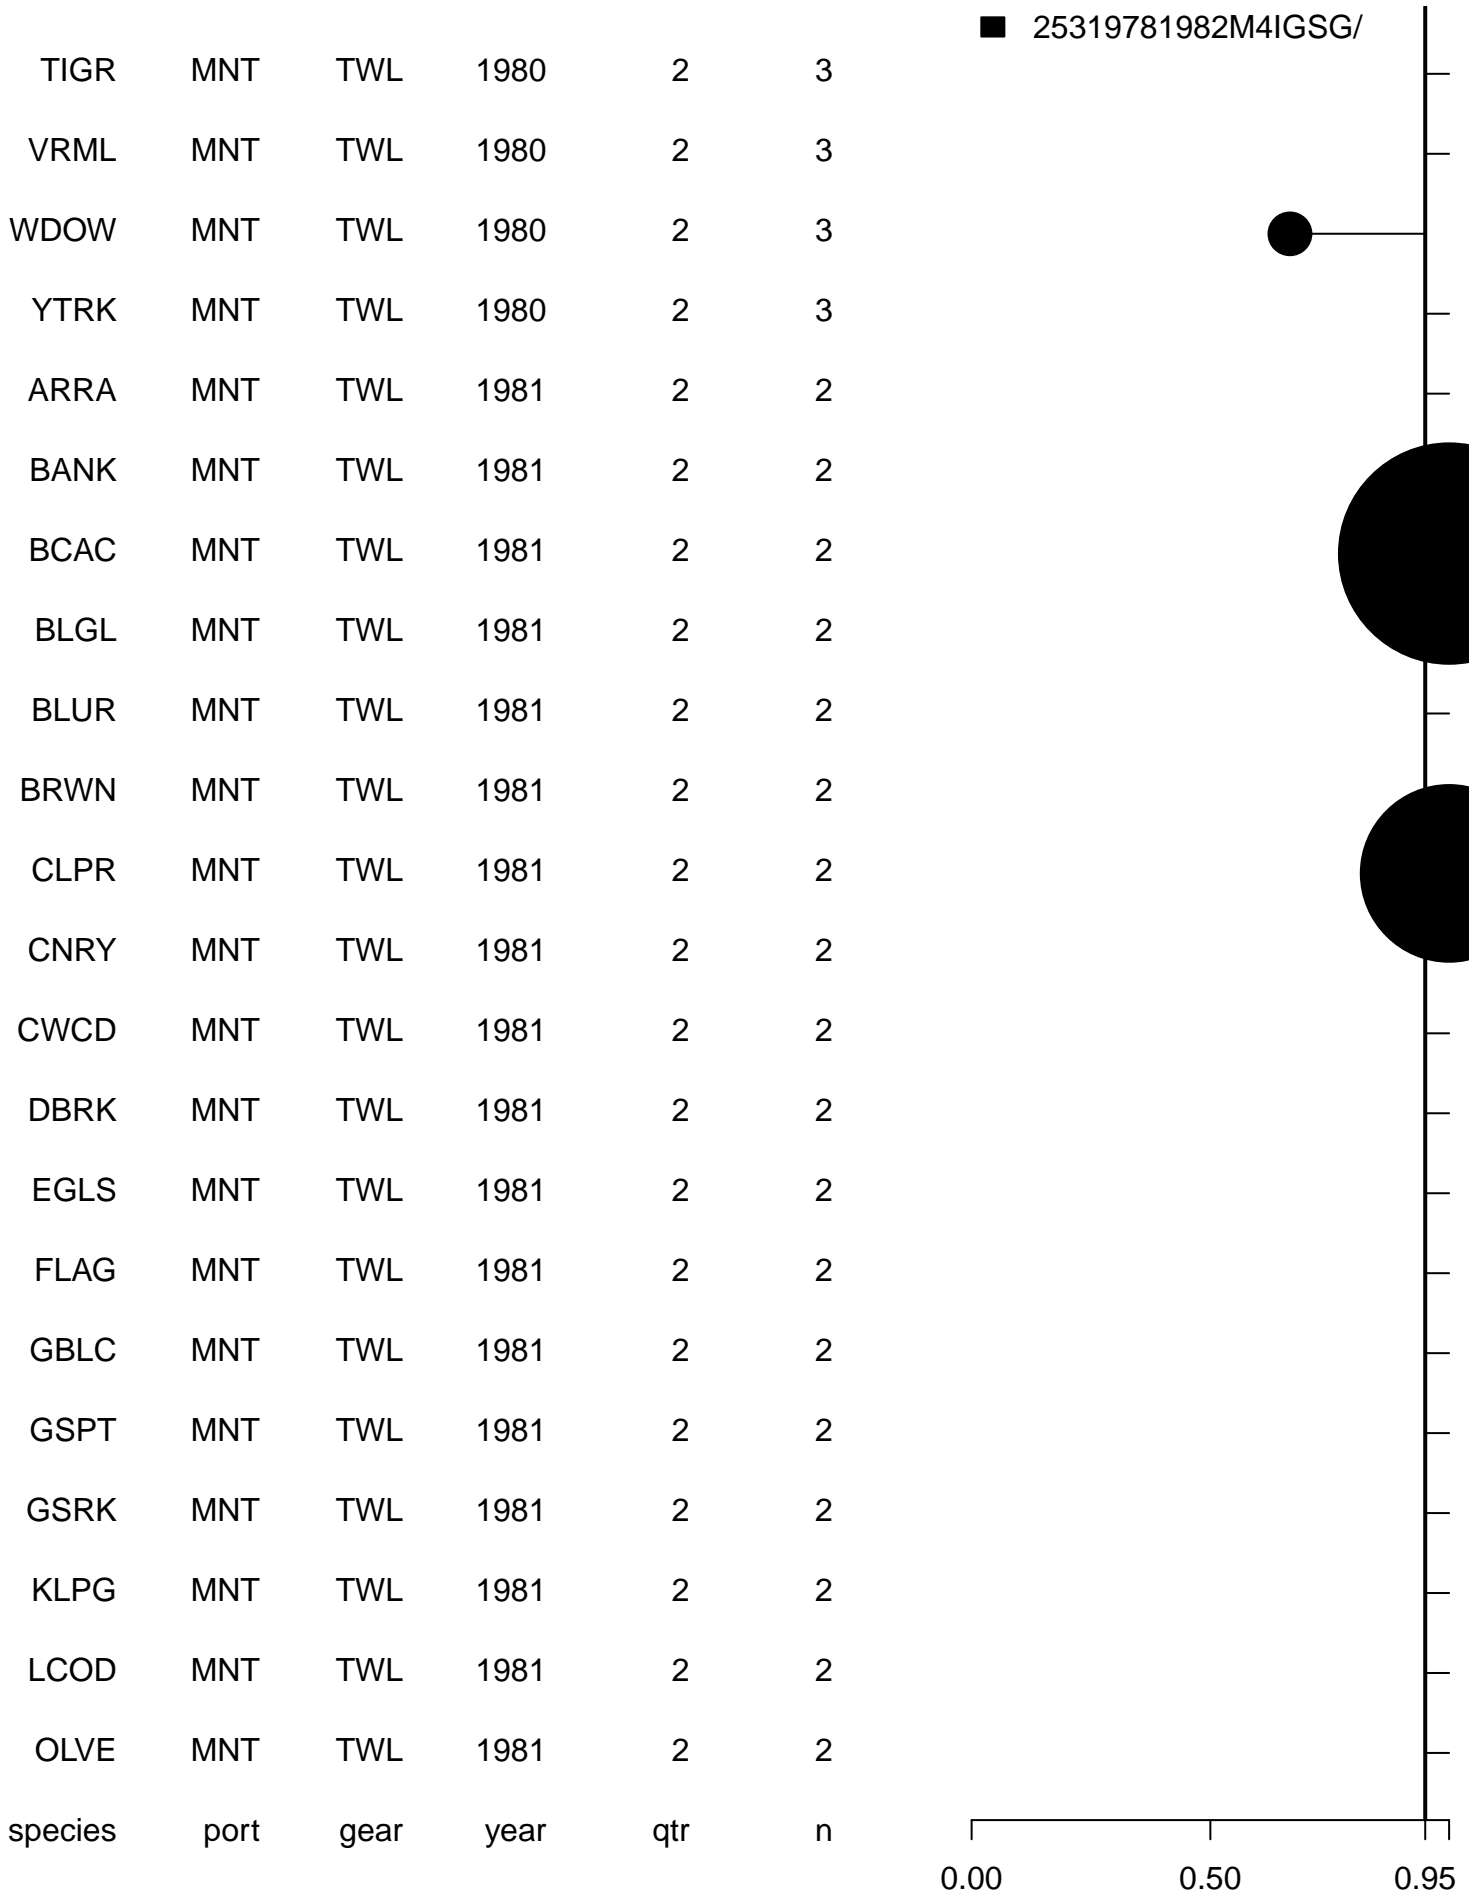 25319781982M4IGSG/
TIGR MNT TWL 1980 2 3
VRML MNT TWL 1980 2 3
WDOW MNT TWL 1980 2 3
YTRK MNT TWL 1980 2 3
ARRA MNT TWL 1981 2 2
BANK MNT TWL 1981 2 2
BCAC MNT TWL 1981 2 2
BLGL MNT TWL 1981 2 2
BLUR MNT TWL 1981 2 2
BRWN MNT TWL 1981 2 2
CLPR MNT TWL 1981 2 2
CNRY MNT TWL 1981 2 2
CWCD MNT TWL 1981 2 2
DBRK MNT TWL 1981 2 2
EGLS MNT TWL 1981 2 2
FLAG MNT TWL 1981 2 2
GBLC MNT TWL 1981 2 2
GSPT MNT TWL 1981 2 2
GSRK MNT TWL 1981 2 2
KLPG MNT TWL 1981 2 2
LCOD MNT TWL 1981 2 2
OLVE MNT TWL 1981 2 2
species port gear year qtr n
0.00 0.50 0.95